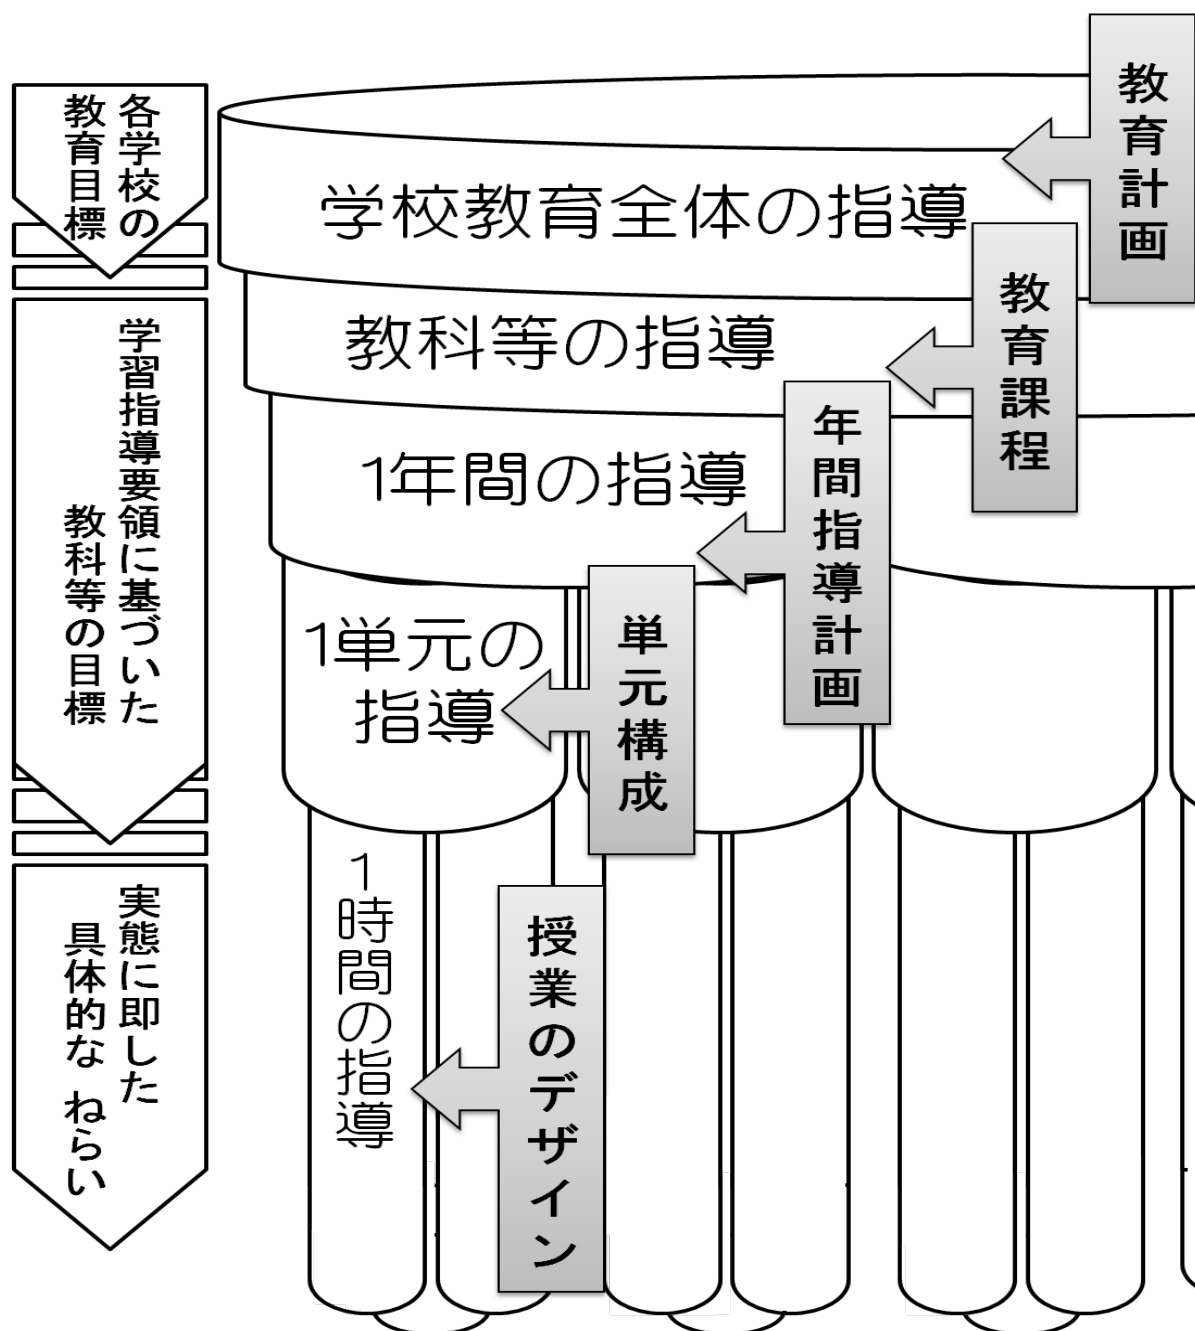 各学校の
教育目標
学習指導要領に基づいた
教科等の目標
実態に即した
具体的な ねらい
学校教育全体の指導
教科等の指導
1年間の指導
1単元の
指導
1時間の指導
教育計画
教育課程
年間指導計画
単元構成
授業のデザイン